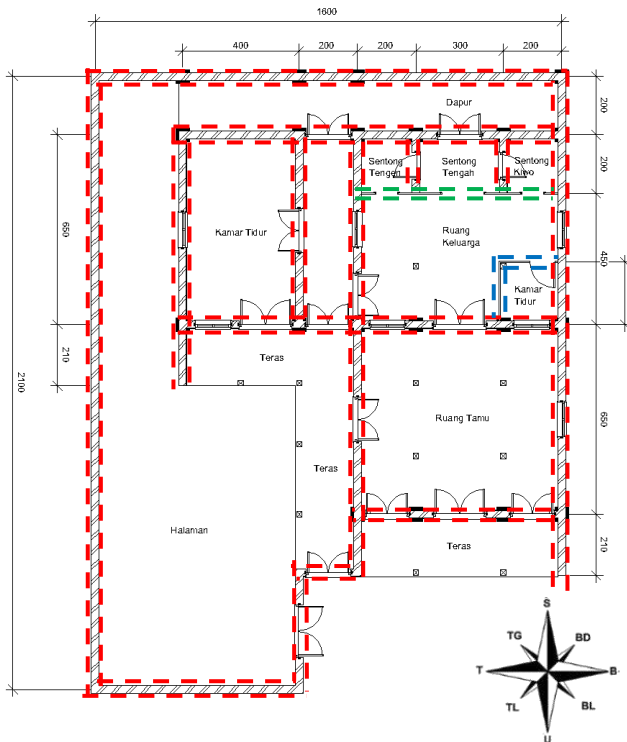 1600
400
200
200
300
200
Dapur
200
Sentong
Tengen
Sentong
Tengah
Sentong
Kiwo
200
650
Kamar Tidur
Ruang
Keluarga
450
Kamar
Tidur
210
Teras
2100
Ruang Tamu
650
Teras
Halaman
Teras
210
S
TG
BD
T
B
TL
BL
U